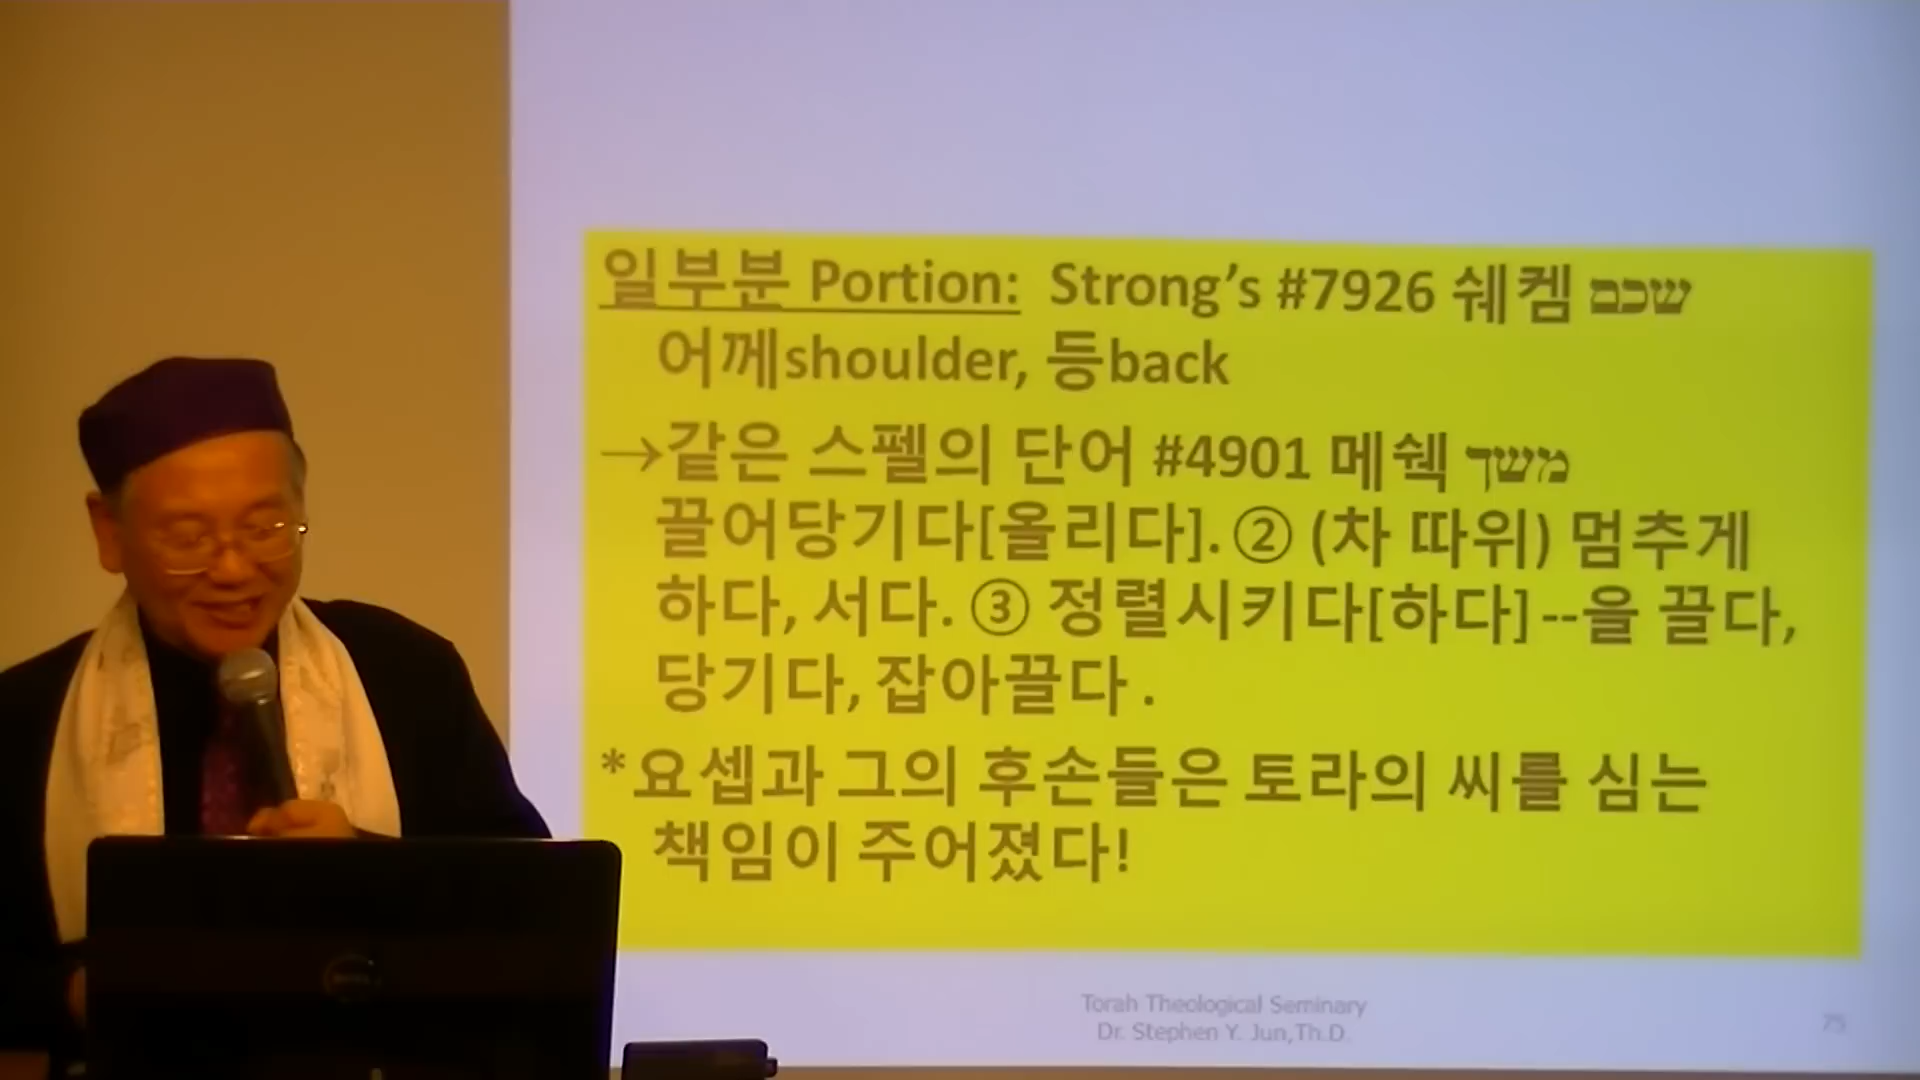 일부분 Portion: Strong's #7926 쉐켐 שכם
어깨shoulder, 등back
→같은 스펠의 단어 #4901 메쉑 משך
끌어당기다[올리다]. ② (차 따위) 멈추게
하다, 서다. ③ 정렬시키다[하다] --을 끌다,
당기다, 잡아끌다 .
*요셉과 그의 후손들은 토라의 씨를 심는
책임이 주어졌다!
Torah Theological Seminary
Dr. Stephen Y. Jun,Th.D.
75